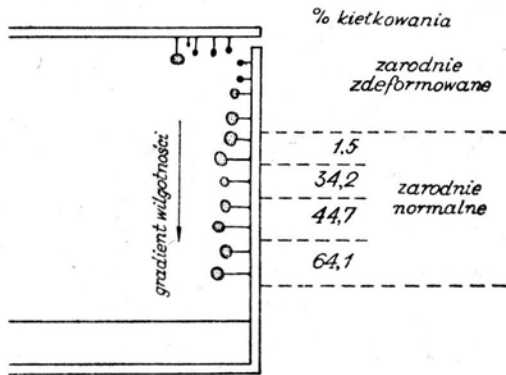 % kiełkowania
zarodnie
zdeformowane
1.5
34,2
44,7
64,1
zarodnie
normalne
gradient wilgotności